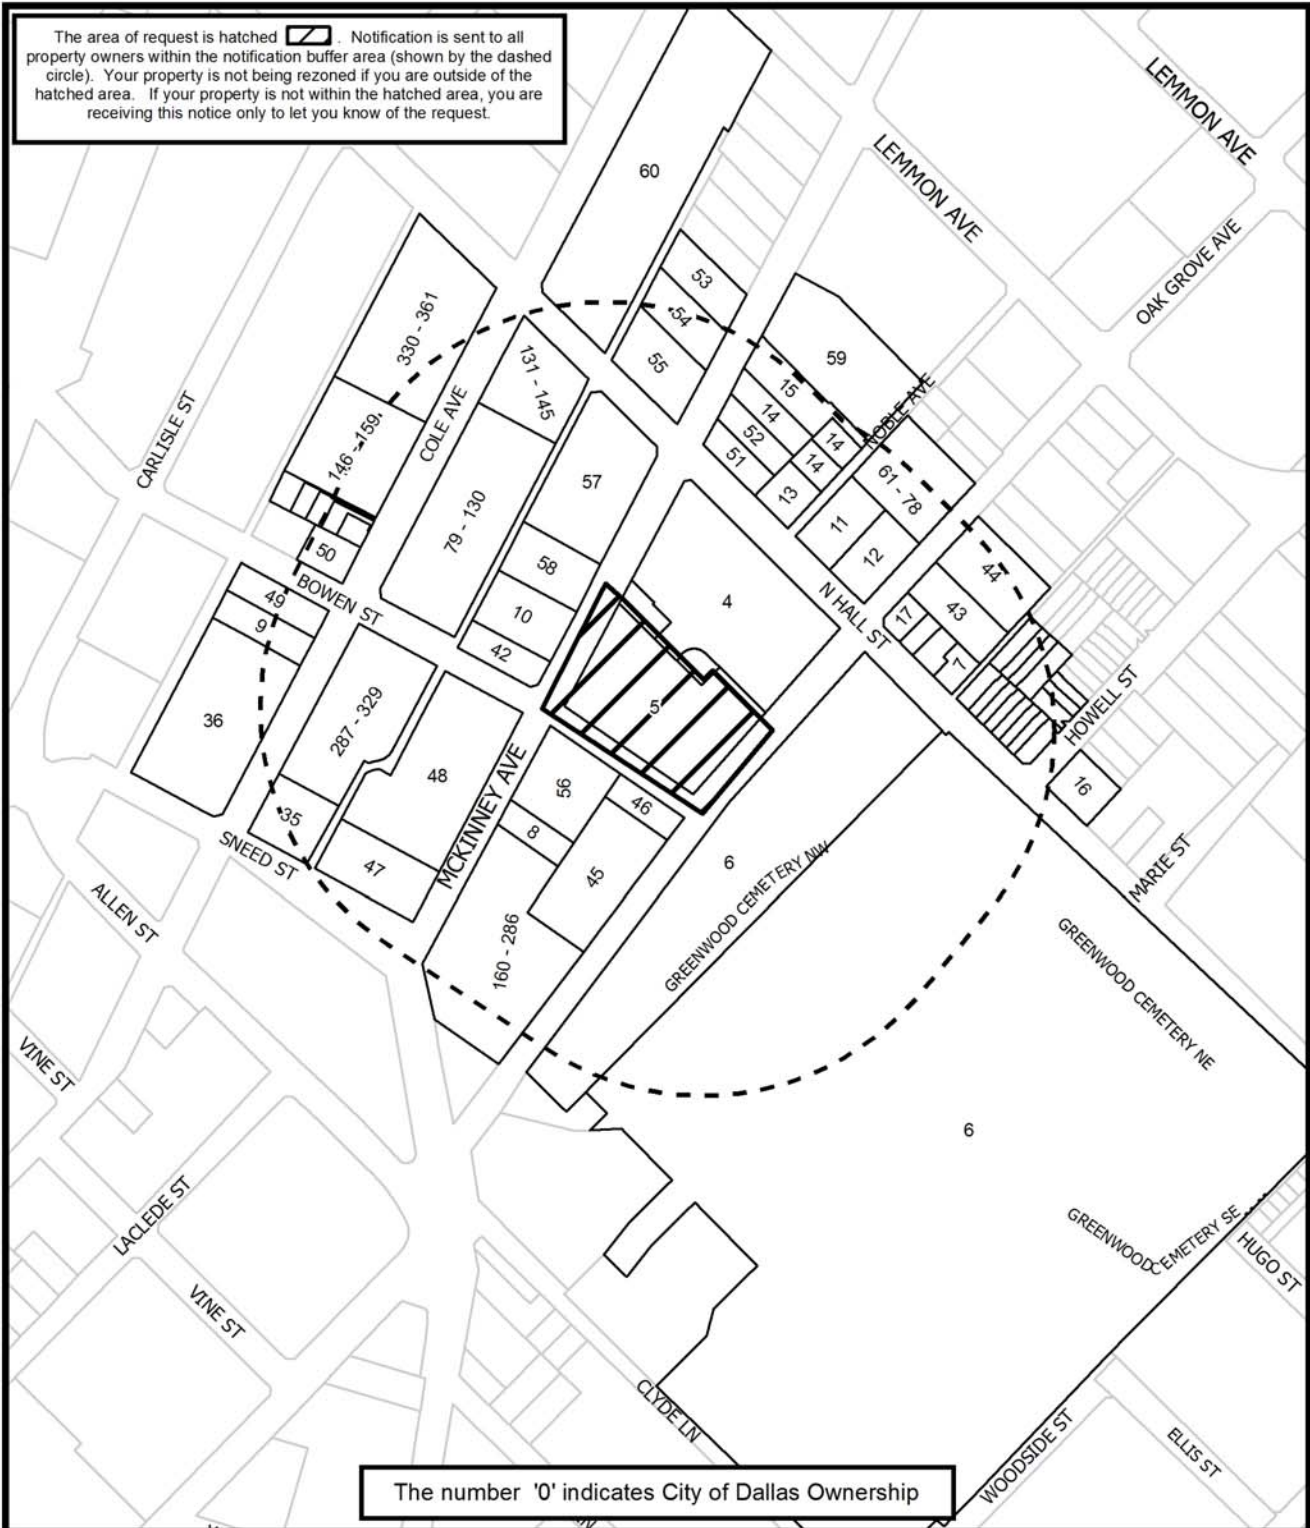 The area of request is hatched . Notification is sent to all
property owners within the notification buffer area (shown by the dashed
circle). Your property is not being rezoned if you are outside of the
hatched area. If your property is not within the hatched area, you are
receiving this notice only to let you know of the request.
LEMMON AVE
LEMMON AVE
OAK GROVE AVE
60
53
54
55
59
330 - 361
131 - 145
15
14
52
51
14
14
13
NOBLE AVE
CARLISLE ST
COLE AVE
146 - 159
57
61 - 78
79 - 130
11
12
50
58
44
BOWEN ST
49
9
10
42
4
N HALL ST
17
43
7
36
287 - 329
5
HOWELL ST
48
MCKINNEY AVE
56
46
16
35
8
SNEED ST
47
45
6
GREENWOOD CEMETERY NW
MARIE ST
ALLEN ST
160 - 286
GREENWOOD CEMETERY NE
VINE ST
6
LACLEDE ST
GREENWOOD CEMETERY SE
HUGO ST
VINE ST
CLYDE LN
WOODSIDE ST
ELLIS ST
The number '0' indicates City of Dallas Ownership